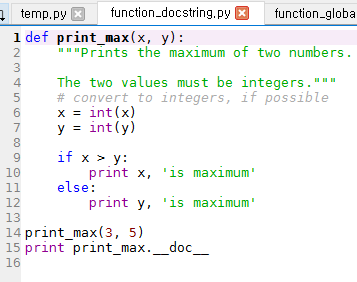 temp.py function_docstring.py function_globa
1 def print_max(x, y):
2     """Prints the maximum of two numbers.
3
4     The two values must be integers."""
5     # convert to integers, if possible
6     x = int(x)
7     y = int(y)
8
9     if x > y:
10         print x, 'is maximum'
11     else:
12         print y, 'is maximum'
13
14 print_max(3, 5)
15 print print_max.__doc__
16